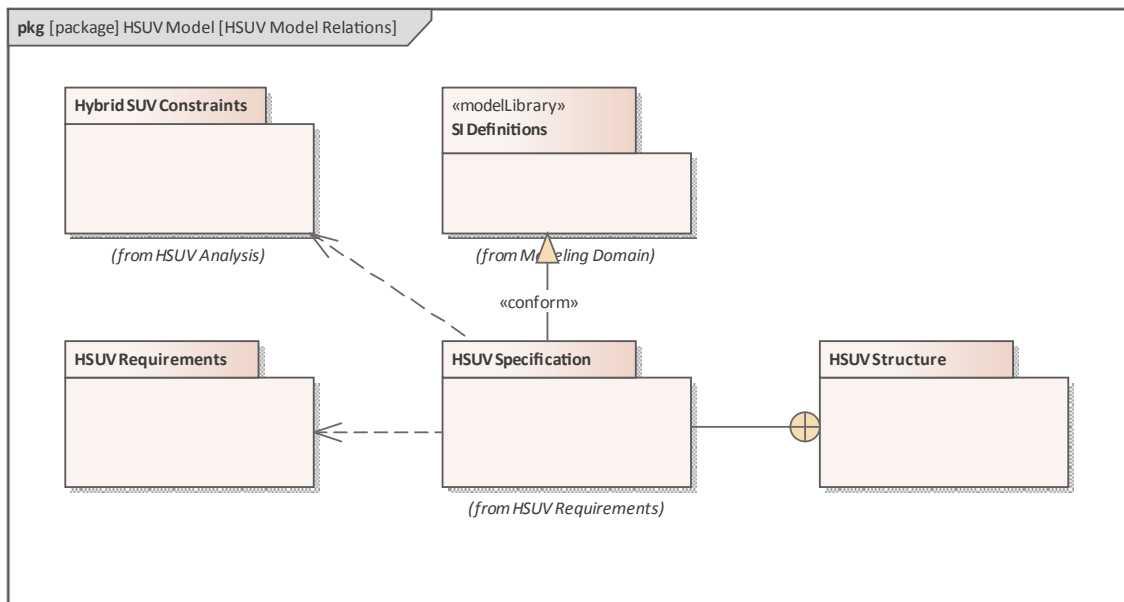 pkg [package] HSUV Model [HSUV Model Relations]
Hybrid SUV Constraints
«modelLibrary»
SI Definitions
(from HSUV Analysis)
(from Modeling Domain)
«conform»
HSUV Requirements
HSUV Specification
HSUV Structure
(from HSUV Requirements)